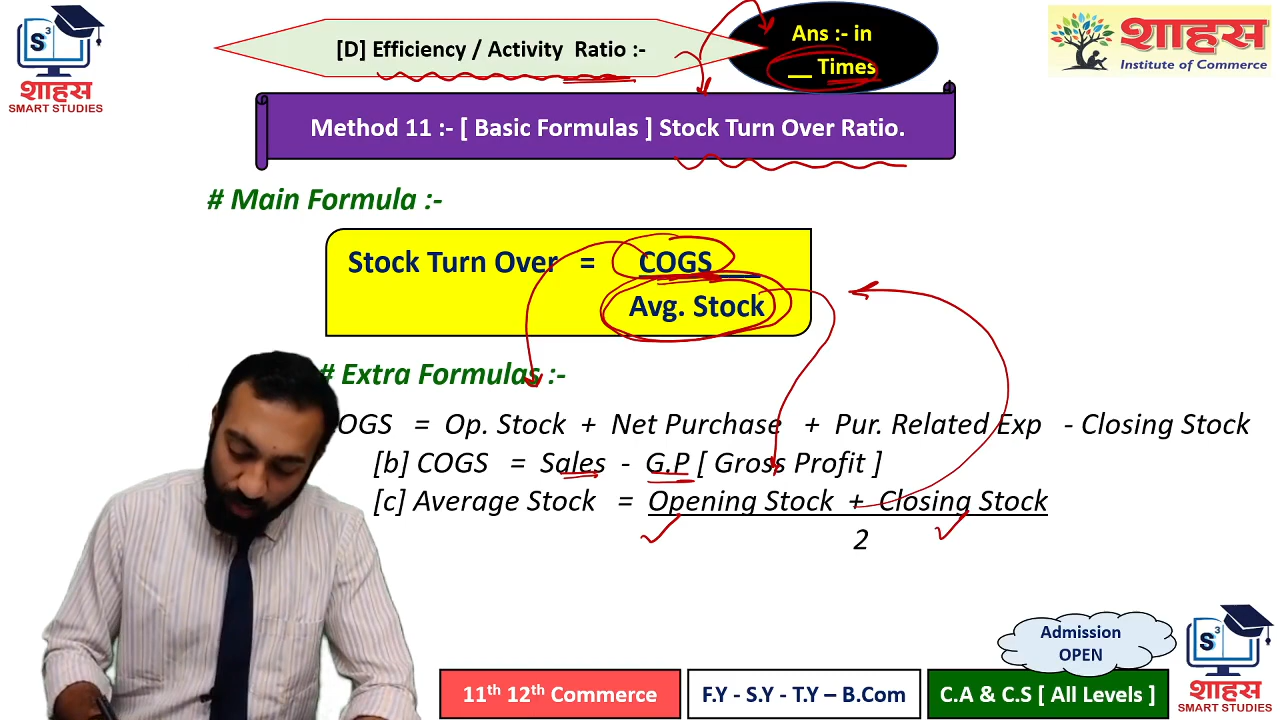 S³
शाहस
SMART STUDIES
[D] Efficiency / Activity Ratio :-
Ans :- in
__ Times
शाहस
Institute of Commerce
Method 11 :- [ Basic Formulas ] Stock Turn Over Ratio.
# Main Formula :-
Stock Turn Over = COGS
Avg. Stock
# Extra Formulas :-
OGS = Op. Stock + Net Purchase + Pur. Related Exp - Closing Stock
[b] COGS = Sales - G.P [ Gross Profit ]
[c] Average Stock = Opening Stock + Closing Stock
2
Admission
OPEN
11th 12th Commerce
F.Y - S.Y - T.Y – B.Com
C.A & C.S [ All Levels ]
S³
शाहस
SMART STUDIES